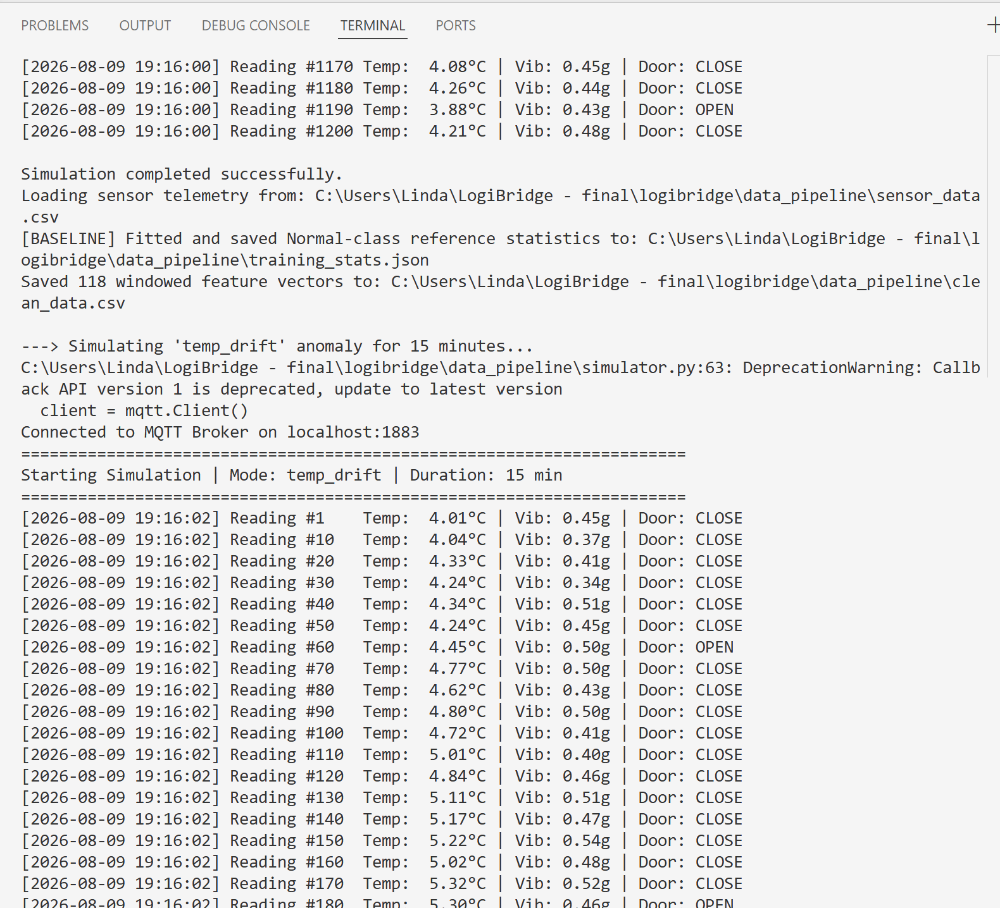 PROBLEMS OUTPUT DEBUG CONSOLE TERMINAL PORTS
[2026-08-09 19:16:00] Reading #1170 Temp:  4.08°C | Vib: 0.45g | Door: CLOSE
[2026-08-09 19:16:00] Reading #1180 Temp:  4.26°C | Vib: 0.44g | Door: CLOSE
[2026-08-09 19:16:00] Reading #1190 Temp:  3.88°C | Vib: 0.43g | Door: OPEN
[2026-08-09 19:16:00] Reading #1200 Temp:  4.21°C | Vib: 0.48g | Door: CLOSE
Simulation completed successfully.
Loading sensor telemetry from: C:\Users\Linda\LogiBridge - final\logibridge\data_pipeline\sensor_data
.csv
[BASELINE] Fitted and saved Normal-class reference statistics to: C:\Users\Linda\LogiBridge - final\l
ogibridge\data_pipeline\training_stats.json
Saved 118 windowed feature vectors to: C:\Users\Linda\LogiBridge - final\logibridge\data_pipeline\cle
an_data.csv
---> Simulating 'temp_drift' anomaly for 15 minutes...
C:\Users\Linda\LogiBridge - final\logibridge\data_pipeline\simulator.py:63: DeprecationWarning: Callb
ack API version 1 is deprecated, update to latest version
  client = mqtt.Client()
Connected to MQTT Broker on localhost:1883
======================================================================
Starting Simulation | Mode: temp_drift | Duration: 15 min
======================================================================
[2026-08-09 19:16:02] Reading #1    Temp:  4.01°C | Vib: 0.45g | Door: CLOSE
[2026-08-09 19:16:02] Reading #10   Temp:  4.04°C | Vib: 0.37g | Door: CLOSE
[2026-08-09 19:16:02] Reading #20   Temp:  4.33°C | Vib: 0.41g | Door: CLOSE
[2026-08-09 19:16:02] Reading #30   Temp:  4.24°C | Vib: 0.34g | Door: CLOSE
[2026-08-09 19:16:02] Reading #40   Temp:  4.34°C | Vib: 0.51g | Door: CLOSE
[2026-08-09 19:16:02] Reading #50   Temp:  4.24°C | Vib: 0.45g | Door: CLOSE
[2026-08-09 19:16:02] Reading #60   Temp:  4.45°C | Vib: 0.50g | Door: OPEN
[2026-08-09 19:16:02] Reading #70   Temp:  4.77°C | Vib: 0.50g | Door: CLOSE
[2026-08-09 19:16:02] Reading #80   Temp:  4.62°C | Vib: 0.43g | Door: CLOSE
[2026-08-09 19:16:02] Reading #90   Temp:  4.80°C | Vib: 0.50g | Door: CLOSE
[2026-08-09 19:16:02] Reading #100  Temp:  4.72°C | Vib: 0.41g | Door: CLOSE
[2026-08-09 19:16:02] Reading #110  Temp:  5.01°C | Vib: 0.40g | Door: CLOSE
[2026-08-09 19:16:02] Reading #120  Temp:  4.84°C | Vib: 0.46g | Door: CLOSE
[2026-08-09 19:16:02] Reading #130  Temp:  5.11°C | Vib: 0.51g | Door: CLOSE
[2026-08-09 19:16:02] Reading #140  Temp:  5.17°C | Vib: 0.47g | Door: CLOSE
[2026-08-09 19:16:02] Reading #150  Temp:  5.22°C | Vib: 0.54g | Door: CLOSE
[2026-08-09 19:16:02] Reading #160  Temp:  5.02°C | Vib: 0.48g | Door: CLOSE
[2026-08-09 19:16:02] Reading #170  Temp:  5.32°C | Vib: 0.52g | Door: CLOSE
[2026-08-09 19:16:02] Reading #180  Temp:  5.30°C | Vib: 0.46g | Door: OPEN